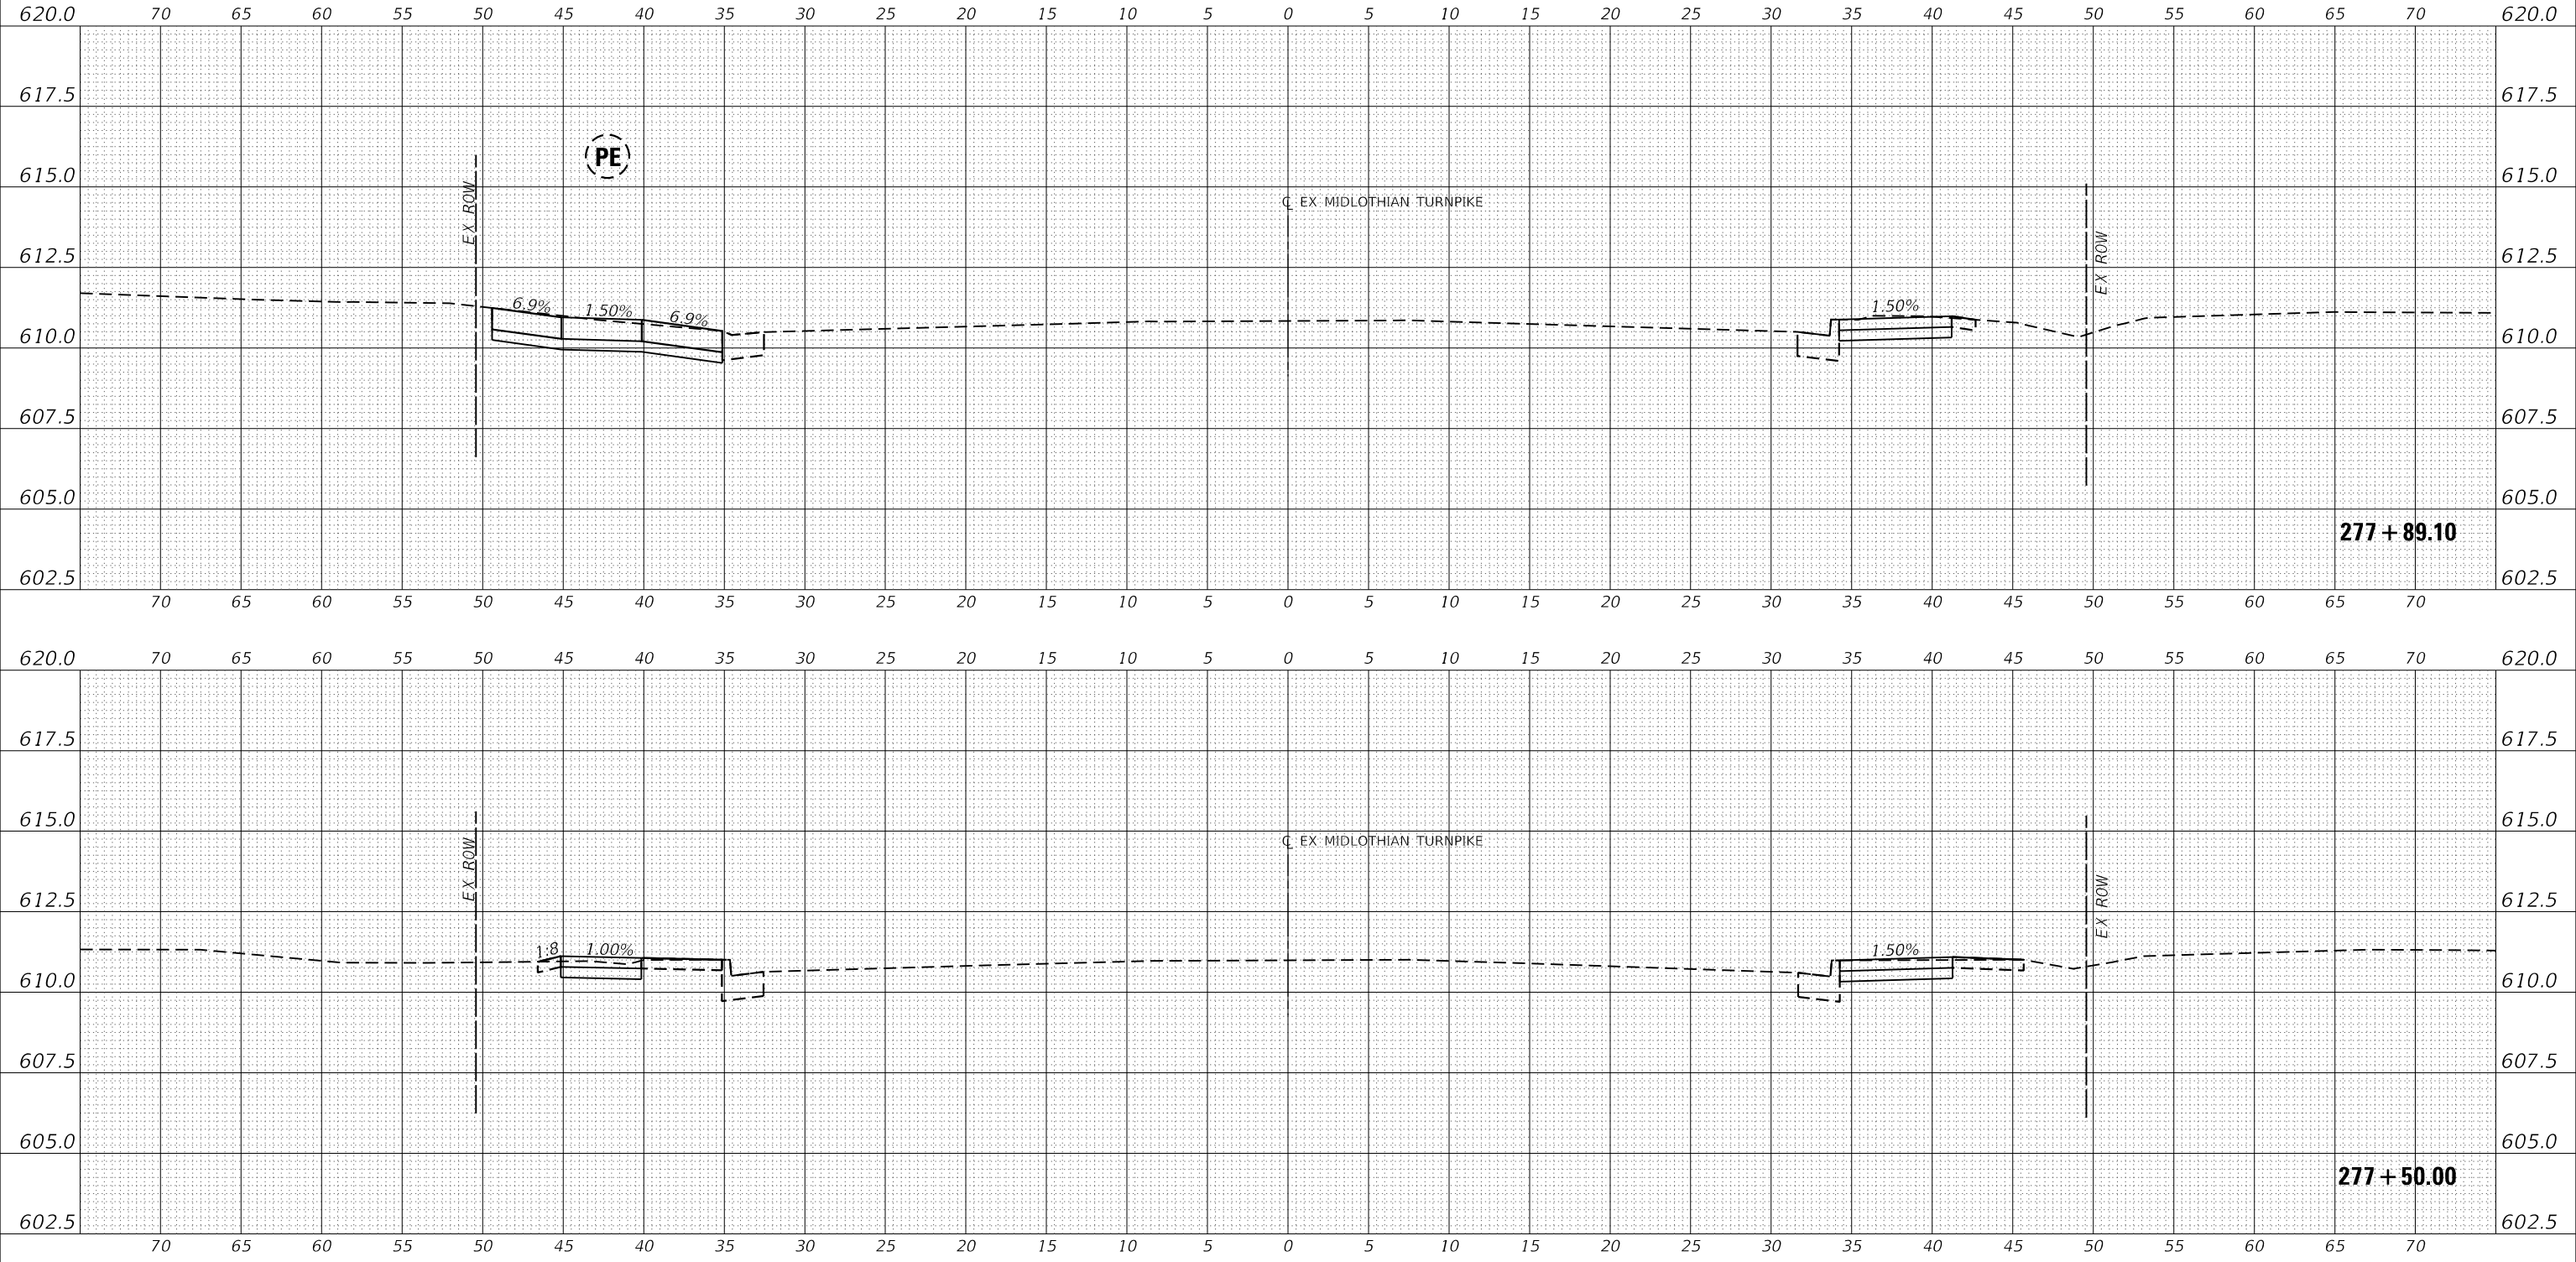 620.0 70 65 60 55 50 45 40 35 30 25 20 15 10 5 0 5 10 15 20 25 30 35 40 45 50 55 60 65 70 620.0
617.5 617.5
PE
615.0 615.0
EX ROW
℄ EX MIDLOTHIAN TURNPIKE
EX ROW
612.5 612.5
6.9% 1.50% 6.9% 1.50%
610.0 610.0
607.5 607.5
605.0 605.0
277 + 89.10
602.5 602.5
70 65 60 55 50 45 40 35 30 25 20 15 10 5 0 5 10 15 20 25 30 35 40 45 50 55 60 65 70
620.0 70 65 60 55 50 45 40 35 30 25 20 15 10 5 0 5 10 15 20 25 30 35 40 45 50 55 60 65 70 620.0
617.5 617.5
615.0 615.0
℄ EX MIDLOTHIAN TURNPIKE
EX ROW
EX ROW
612.5 612.5
1:8 1.00% 1.50%
610.0 610.0
607.5 607.5
605.0 605.0
277 + 50.00
602.5 602.5
70 65 60 55 50 45 40 35 30 25 20 15 10 5 0 5 10 15 20 25 30 35 40 45 50 55 60 65 70